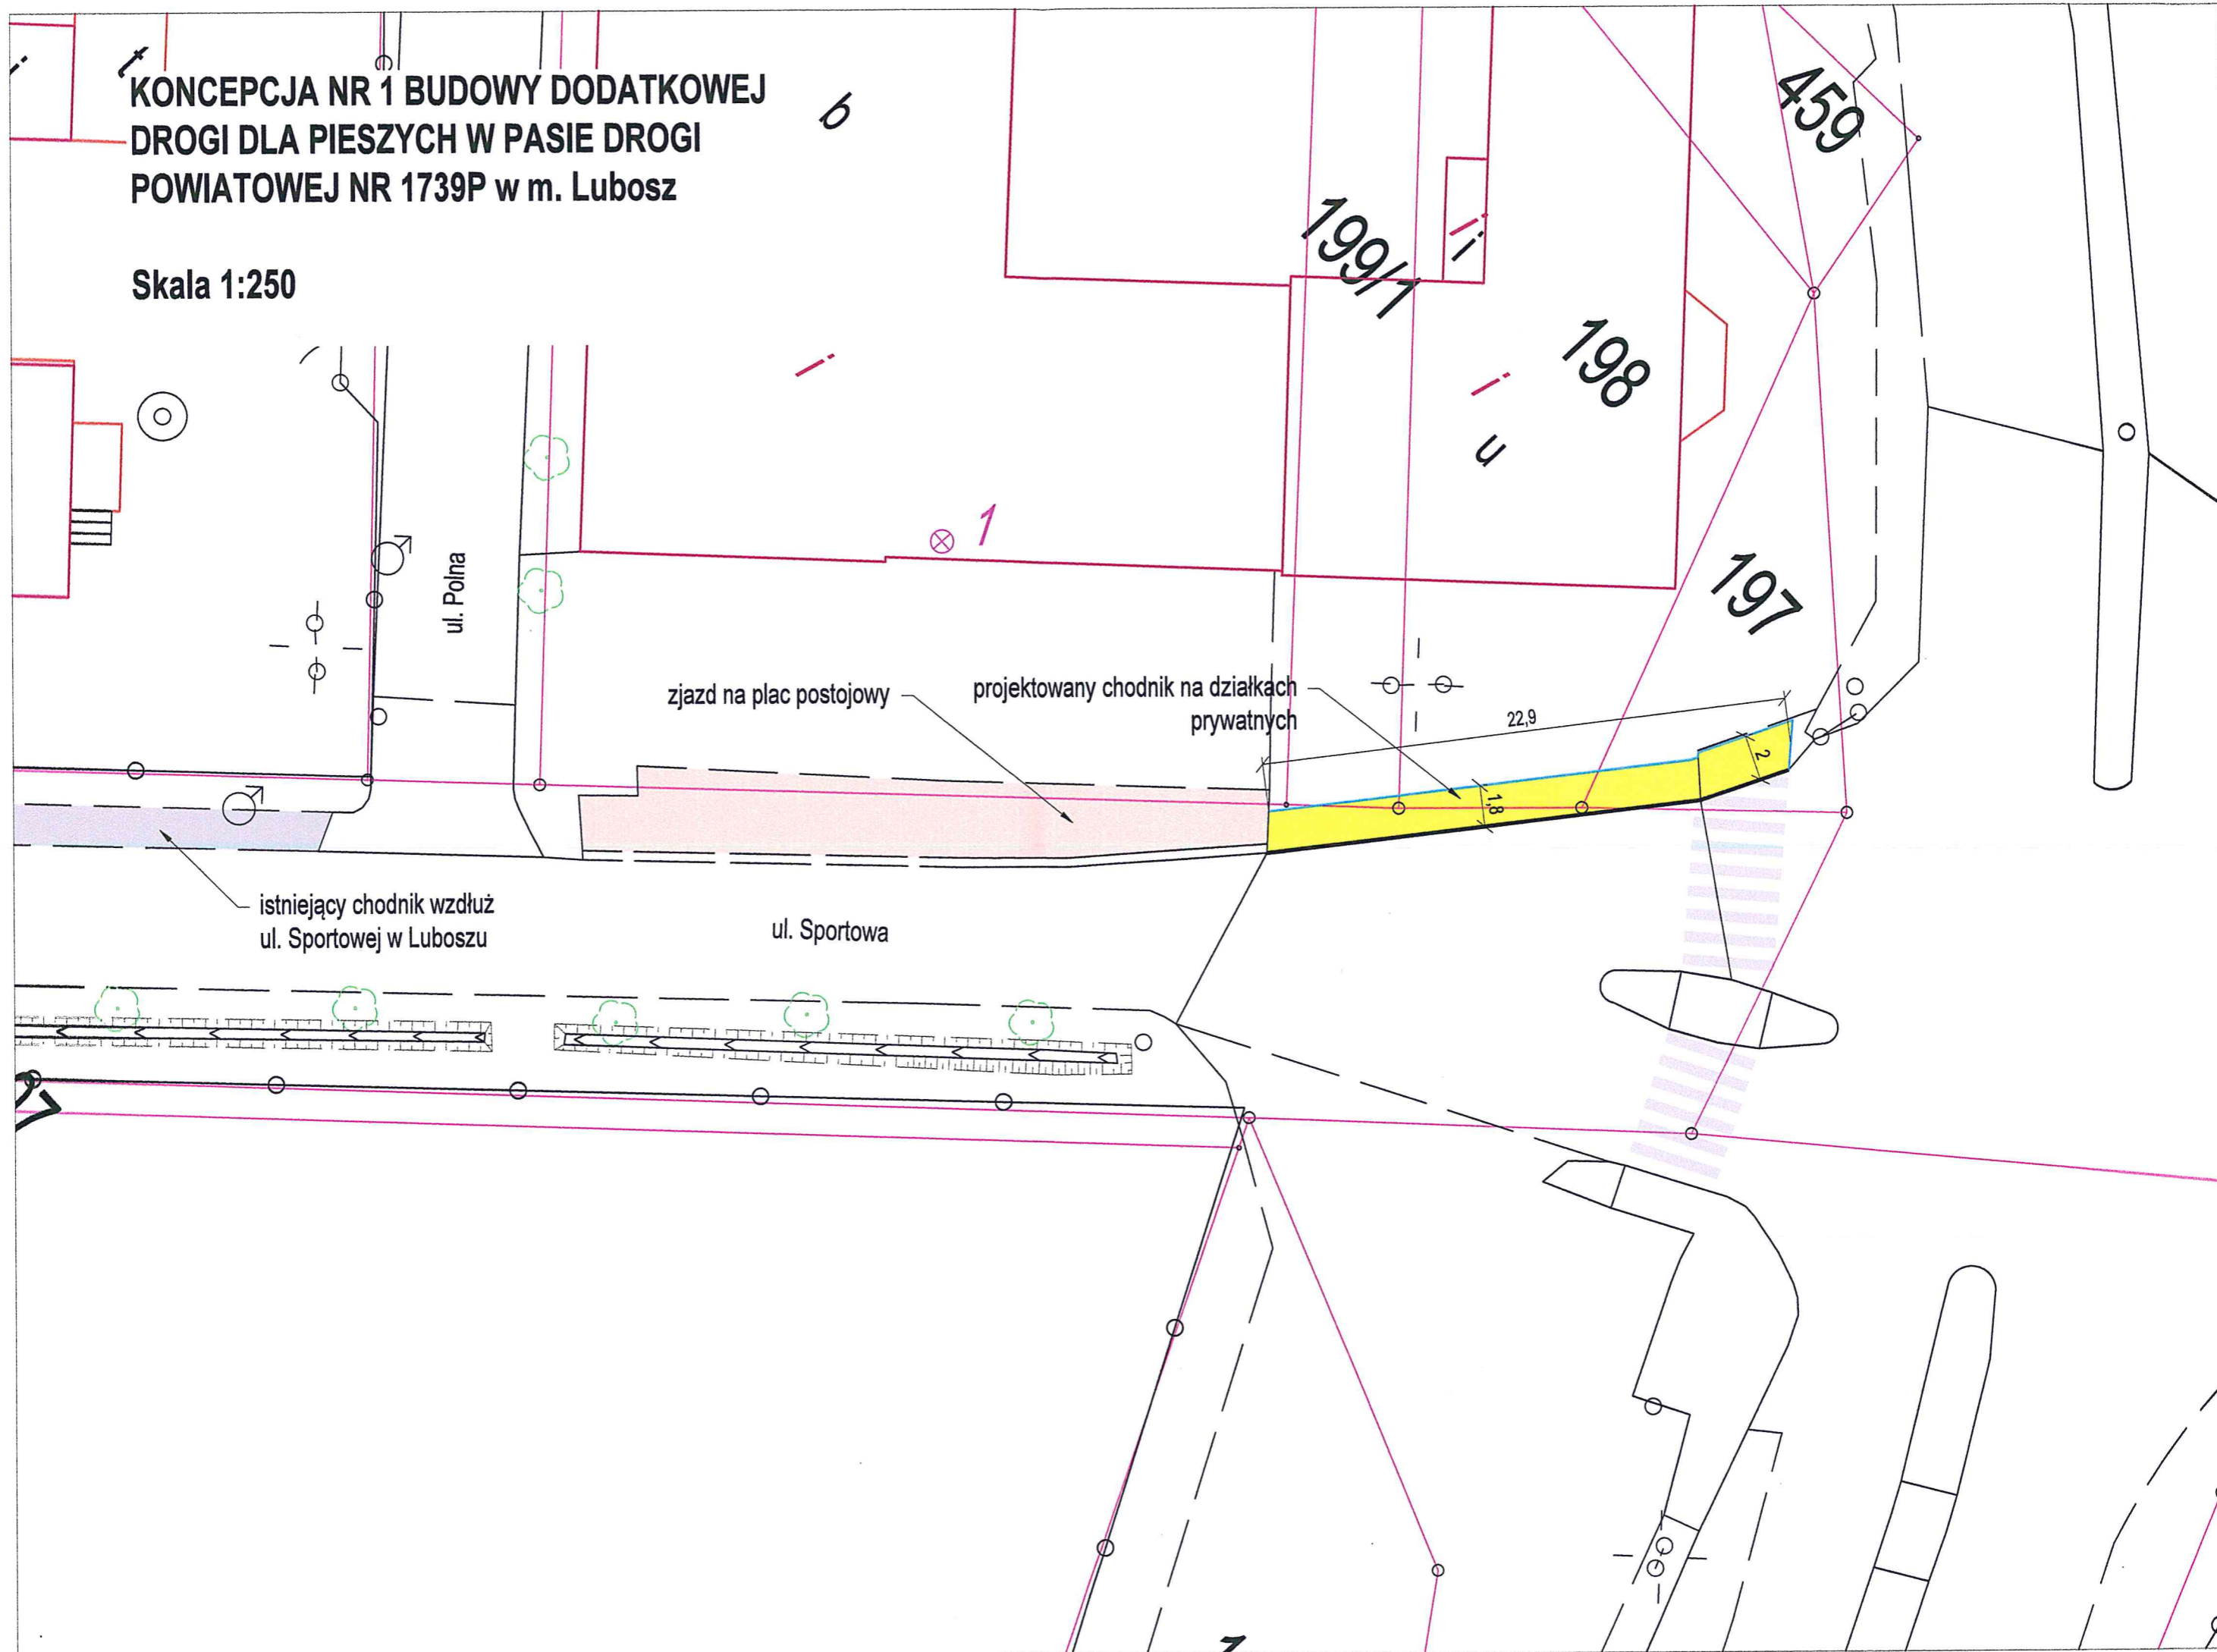 KONCEPCJA NR 1 BUDOWY DODATKOWEJ
DROGI DLA PIESZYCH W PASIE DROGI
POWIATOWEJ NR 1739P w m. Lubosz
Skala 1:250
i
t
b
459
199/1
i
i
198
i
i
u
1
ul. Polna
197
zjazd na plac postojowy
projektowany chodnik na działkach
prywatnych
22,9
2
1,8
istniejący chodnik wzdłuż
ul. Sportowej w Luboszu
ul. Sportowa